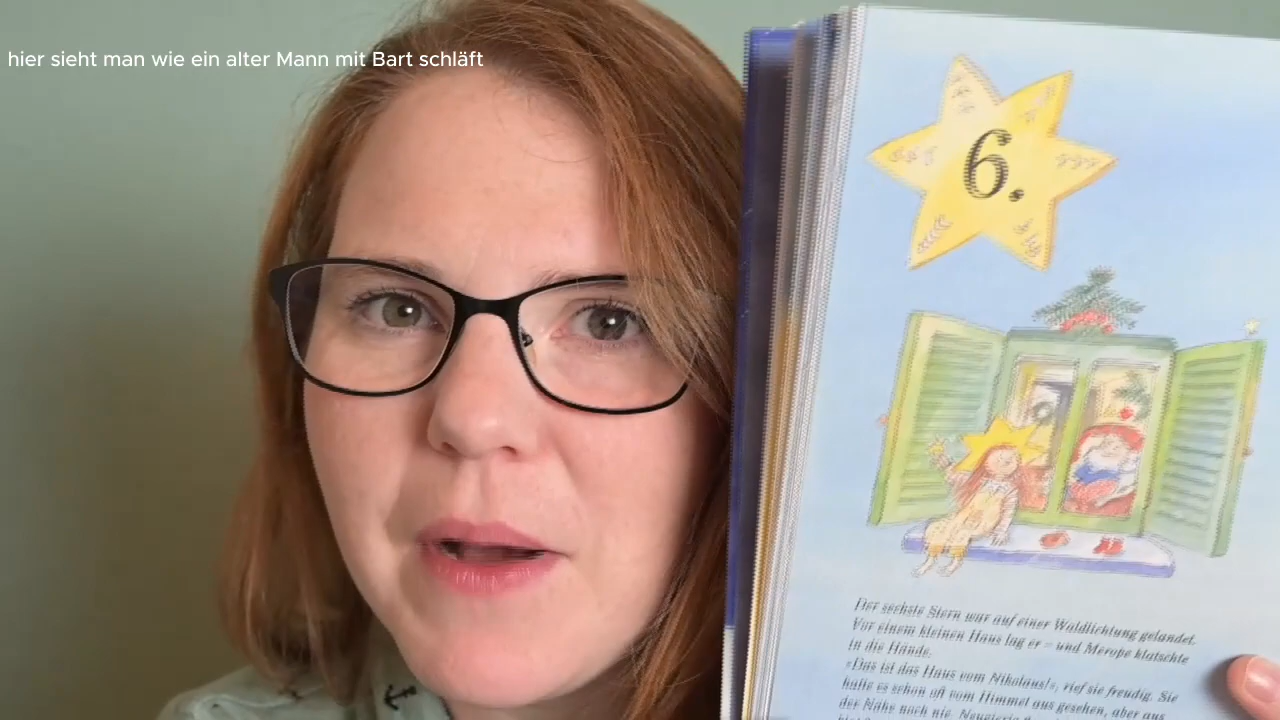 hier sieht man wie ein alter Mann mit Bart schläft
6.
Der sechste Stern war auf einer Waldlichtung gelandet.
Vor einem kleinen Haus lag er – und Merope klatschte
in die Hände.
»Das ist das Haus vom Nikolaus!«, rief sie freudig. Sie
hatte es schon oft vom Himmel aus gesehen, aber aus
der Nähe noch nie. Neugierig